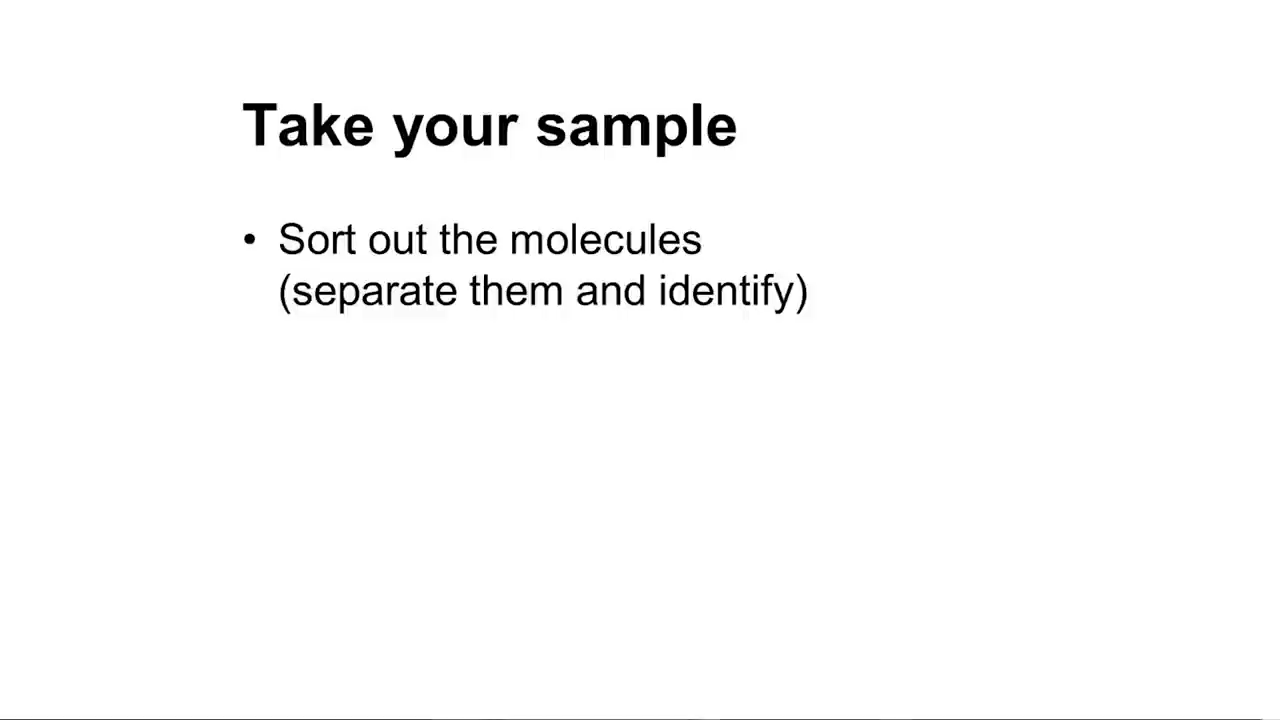 Take your sample
• Sort out the molecules
(separate them and identify)